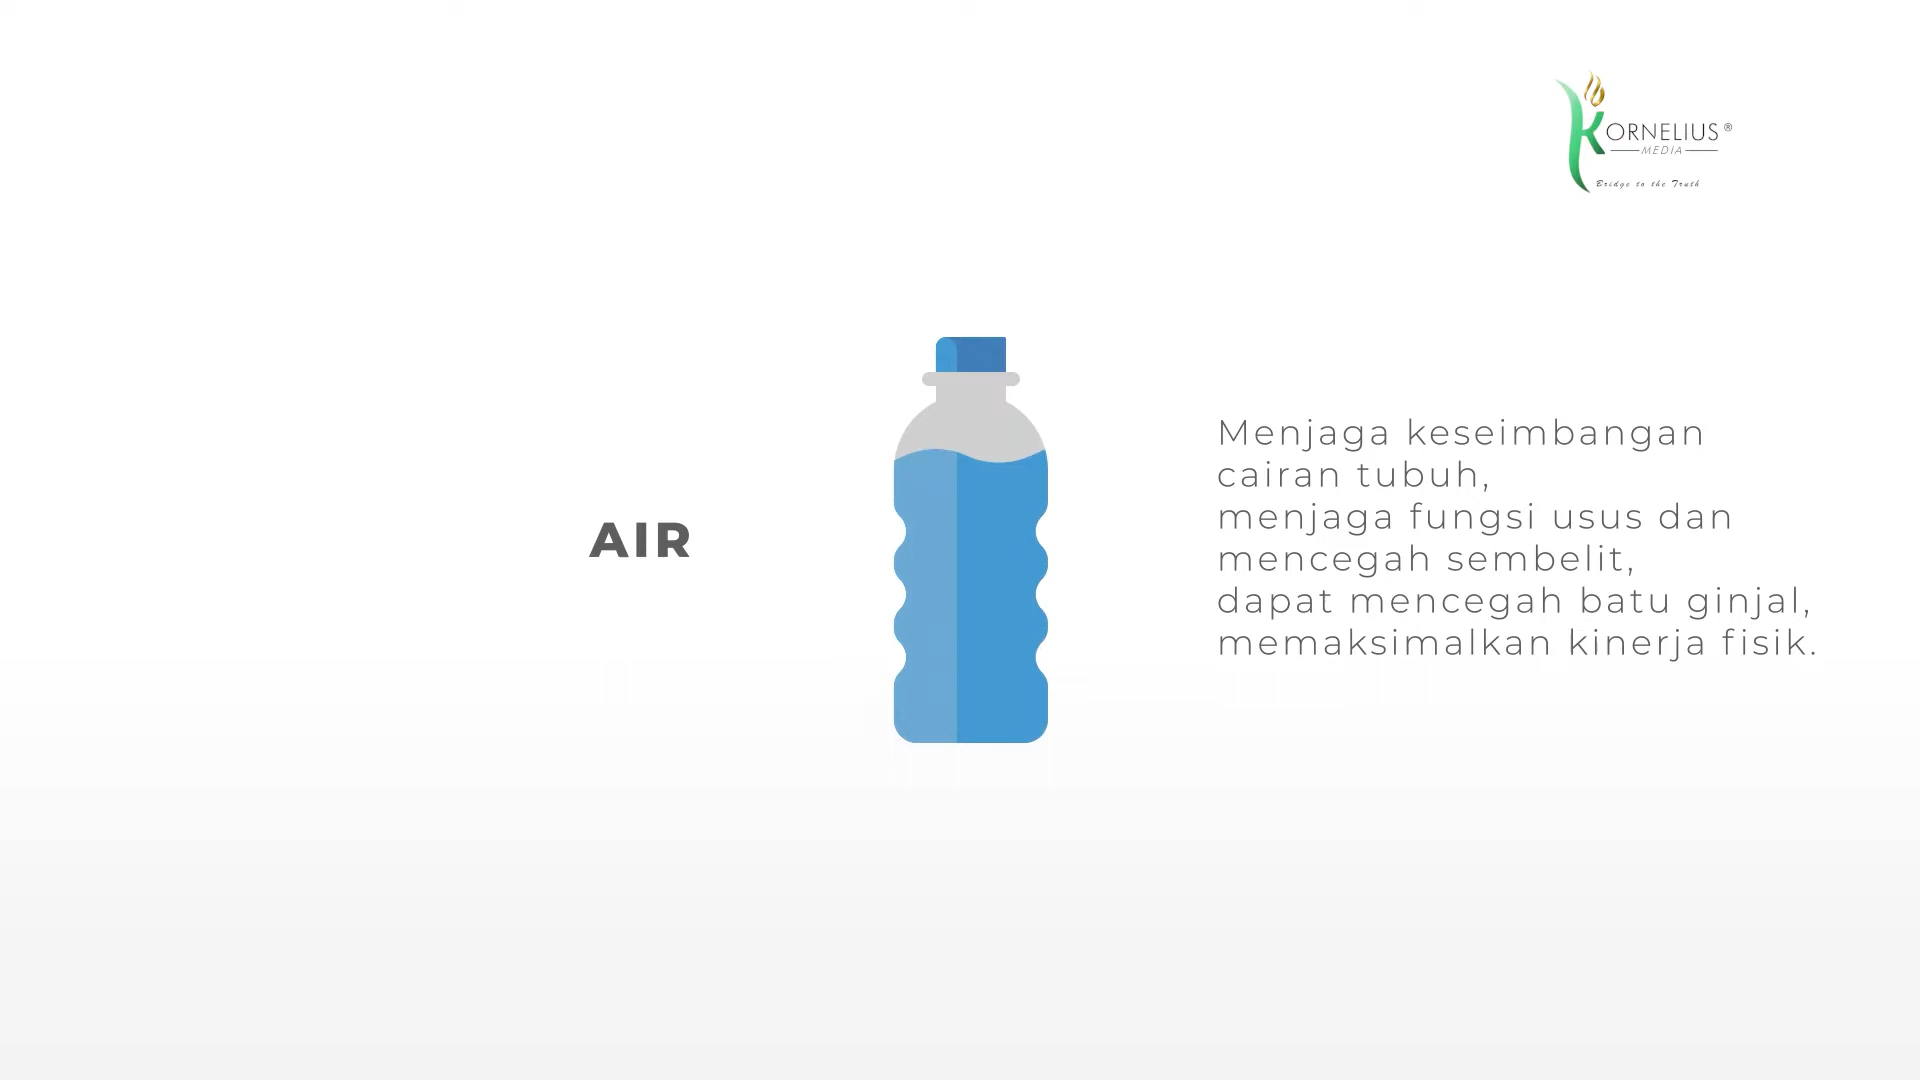 KORNELIUS®
MEDIA
Bridge to the Truth
AIR
Menjaga keseimbangan
cairan tubuh,
menjaga fungsi usus dan
mencegah sembelit,
dapat mencegah batu ginjal,
memaksimalkan kinerja fisik.